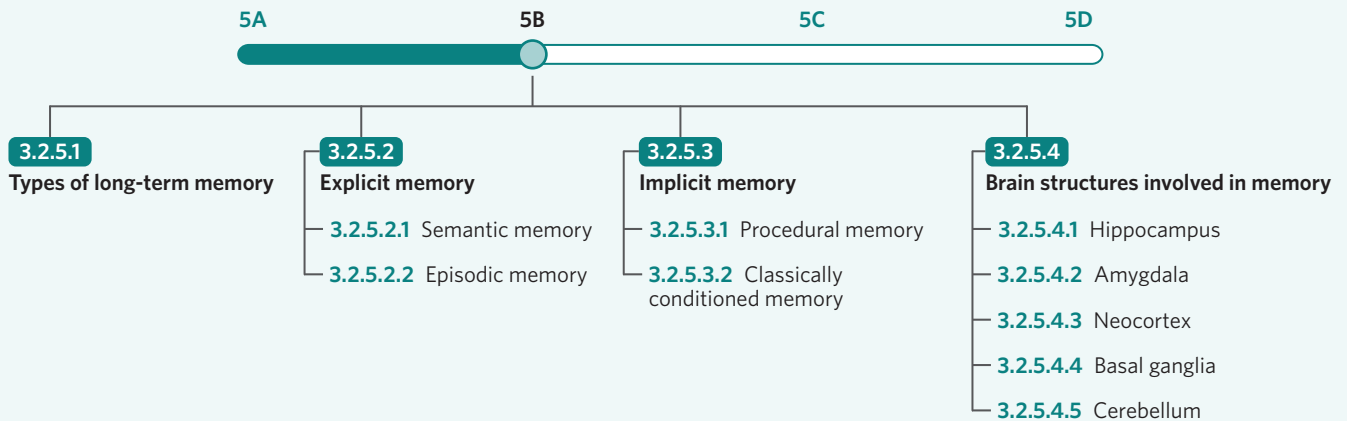 5A 5B 5C 5D
3.2.5.1
Types of long-term memory
3.2.5.2
Explicit memory
3.2.5.2.1 Semantic memory
3.2.5.2.2 Episodic memory
3.2.5.3
Implicit memory
3.2.5.3.1 Procedural memory
3.2.5.3.2 Classically
conditioned memory
3.2.5.4
Brain structures involved in memory
3.2.5.4.1 Hippocampus
3.2.5.4.2 Amygdala
3.2.5.4.3 Neocortex
3.2.5.4.4 Basal ganglia
3.2.5.4.5 Cerebellum